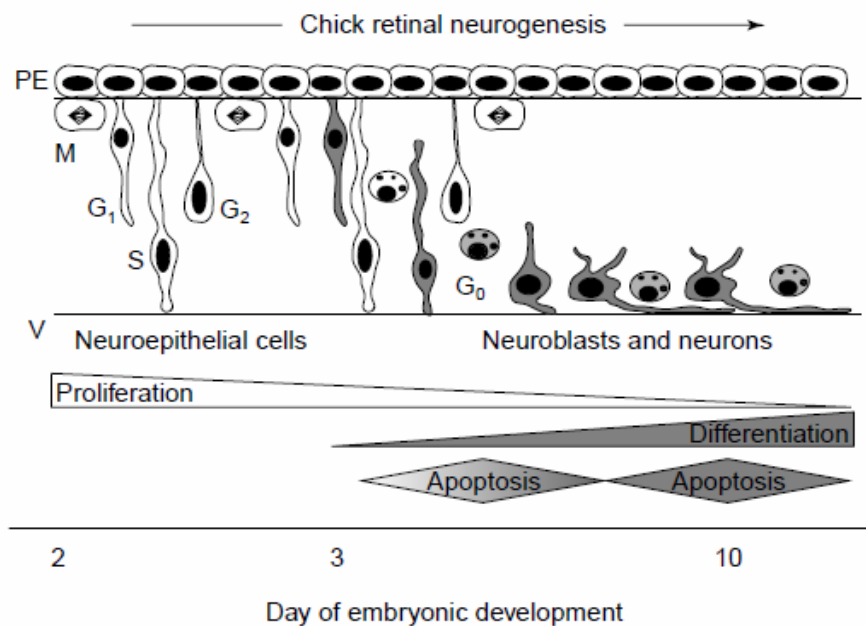 Chick retinal neurogenesis
PE
M
G1
G2
S
G0
V
Neuroepithelial cells
Neuroblasts and neurons
Proliferation
Differentiation
Apoptosis
Apoptosis
2
3
10
Day of embryonic development